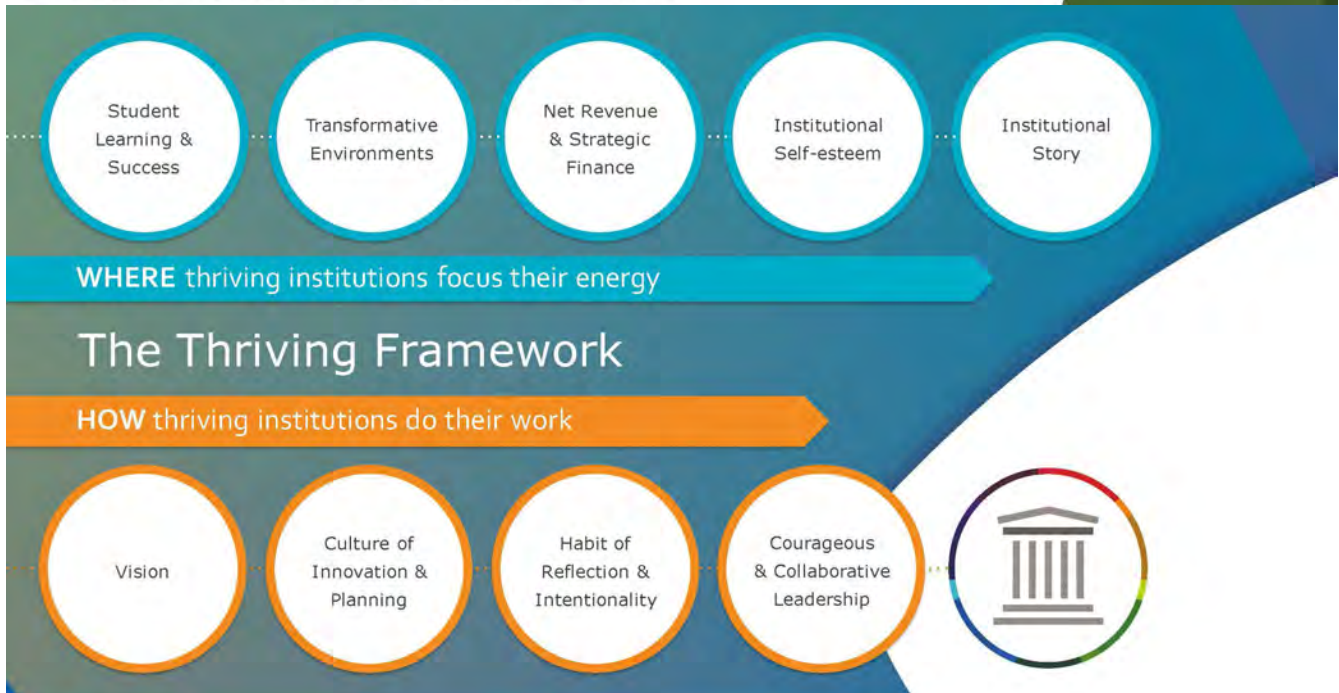 Student
Learning &
Success
Transformative
Environments
Net Revenue
& Strategic
Finance
Institutional
Self-esteem
Institutional
Story
WHERE thriving institutions focus their energy
The Thriving Framework
HOW thriving institutions do their work
Vision
Culture of
Innovation &
Planning
Habit of
Reflection &
Intentionality
Courageous
& Collaborative
Leadership